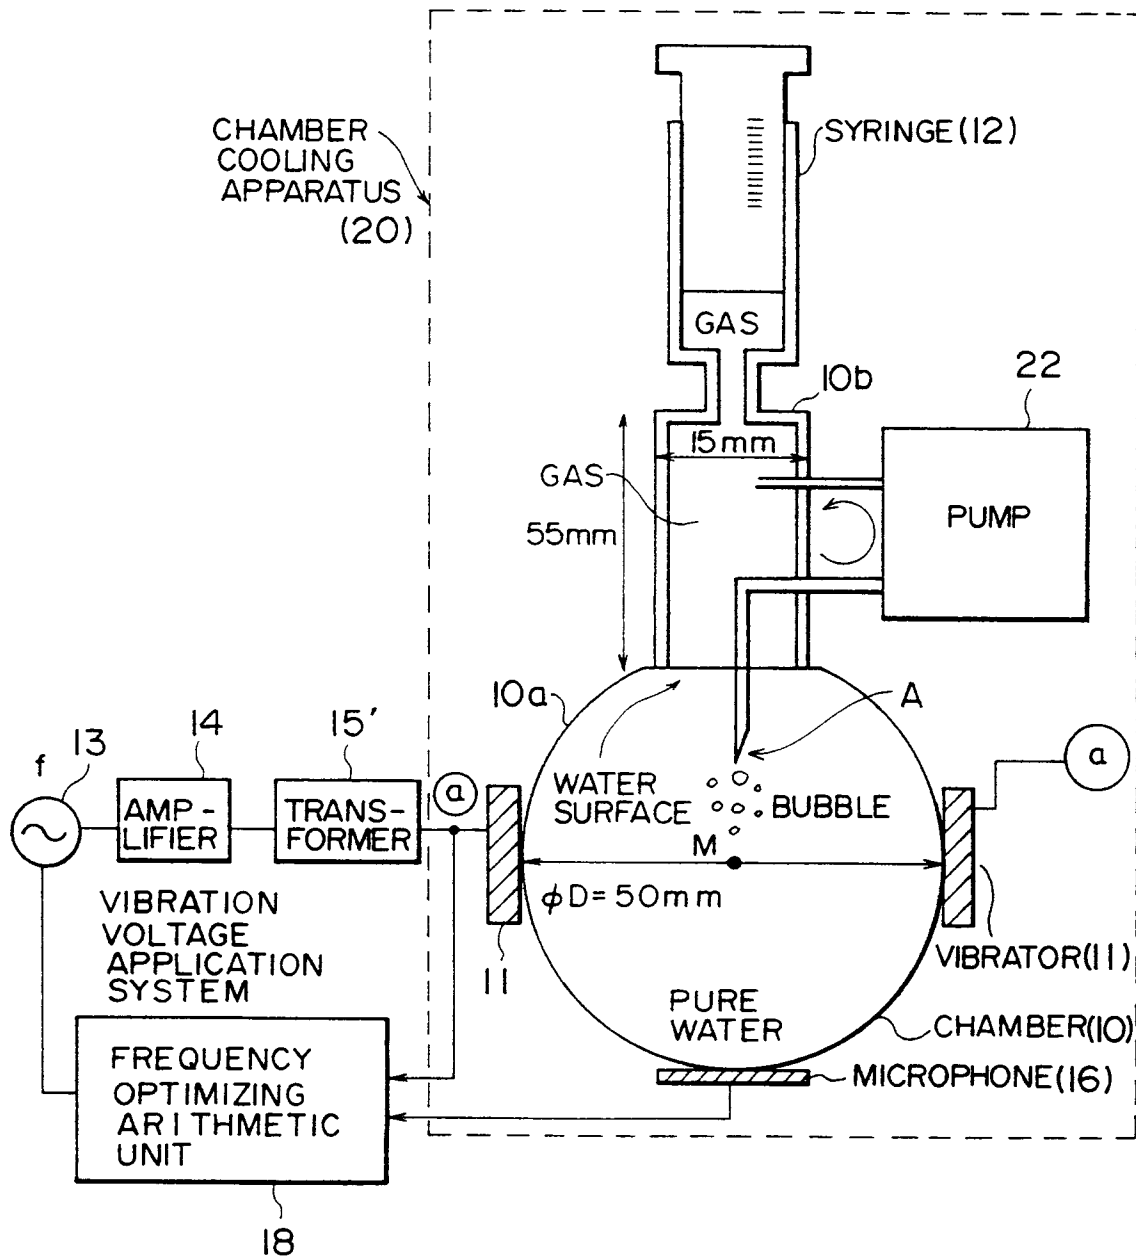 CHAMBER
COOLING
APPARATUS
(20)
SYRINGE(12)
GAS
10b
22
15mm
GAS
55mm
PUMP
10a
A
13
14
15'
f
a
a
AMP-
LIFIER
TRANS-
FORMER
WATER
SURFACE
BUBBLE
M
φD=50mm
VIBRATION
VOLTAGE
APPLICATION
SYSTEM
11
VIBRATOR(11)
PURE
WATER
CHAMBER(10)
MICROPHONE(16)
FREQUENCY
OPTIMIZING
ARITHMETIC
UNIT
18